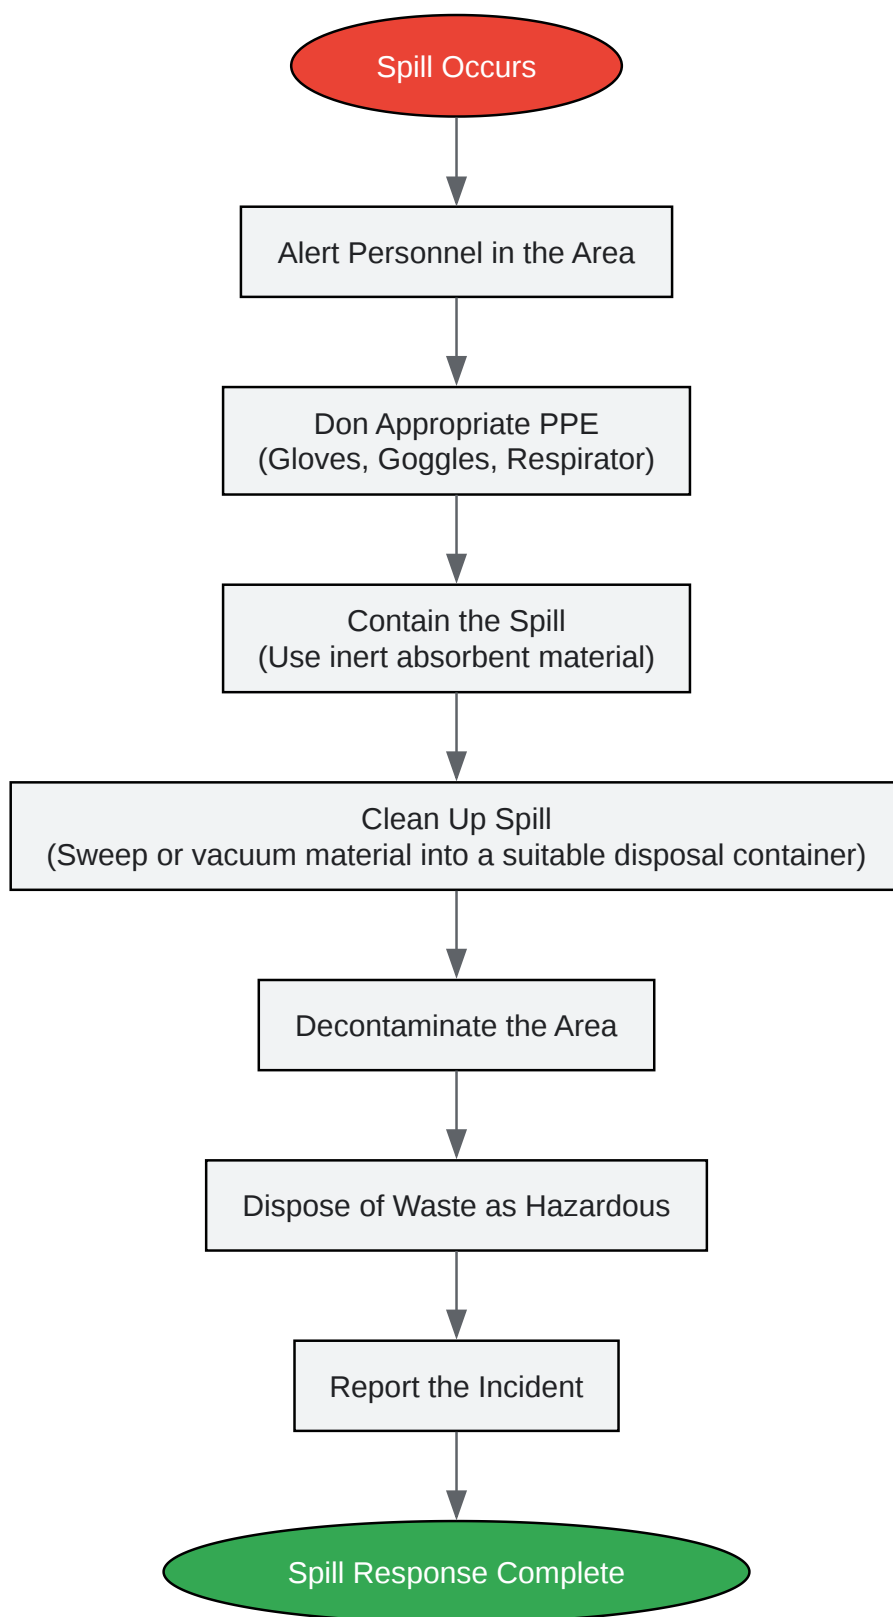 Spill Occurs
Alert Personnel in the Area
Don Appropriate PPE
(Gloves, Goggles, Respirator)
Contain the Spill
(Use inert absorbent material)
Clean Up Spill
(Sweep or vacuum material into a suitable disposal container)
Decontaminate the Area
Dispose of Waste as Hazardous
Report the Incident
Spill Response Complete